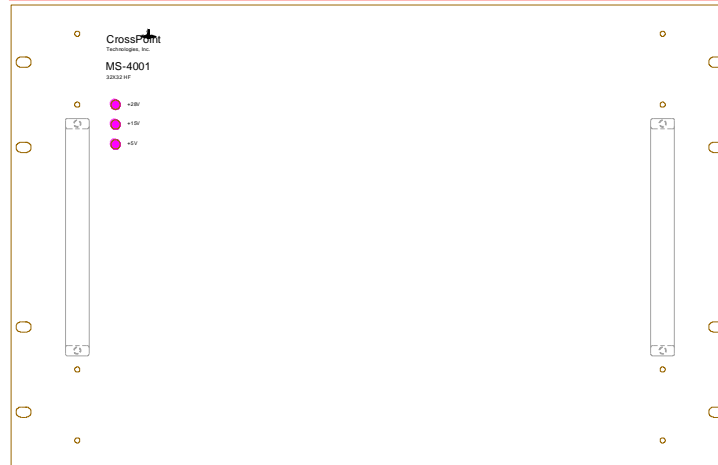 CrossPoint
Technologies, Inc.
MS-4001
32X32 HF
+28V
+15V
+5V